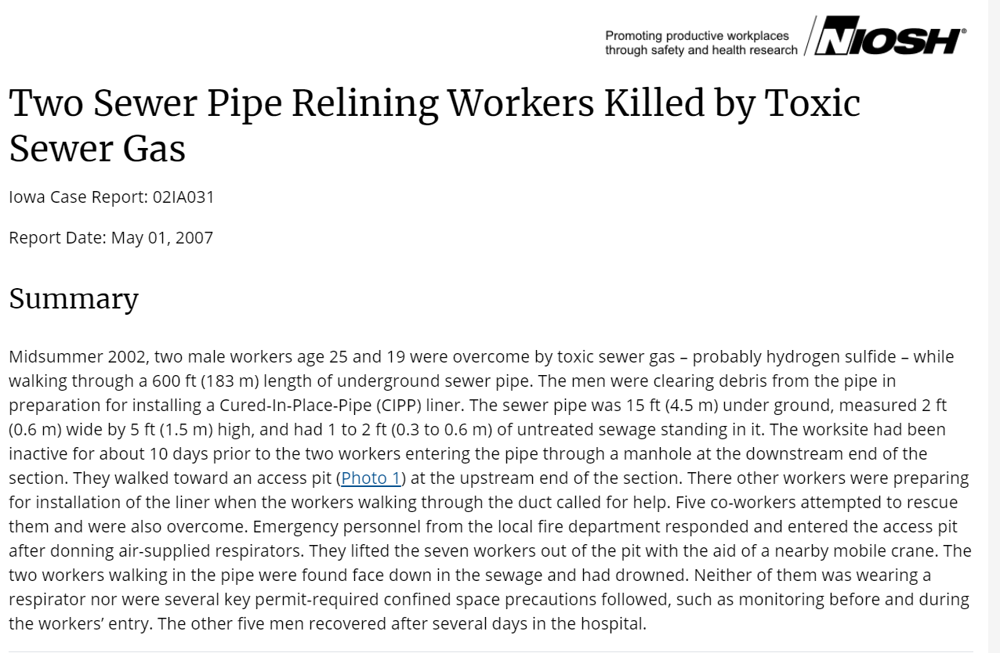 Promoting productive workplaces
through safety and health research
NIOSH®
Two Sewer Pipe Relining Workers Killed by Toxic
Sewer Gas
Iowa Case Report: 02IA031
Report Date: May 01, 2007
Summary
Midsummer 2002, two male workers age 25 and 19 were overcome by toxic sewer gas – probably hydrogen sulfide – while
walking through a 600 ft (183 m) length of underground sewer pipe. The men were clearing debris from the pipe in
preparation for installing a Cured-In-Place-Pipe (CIPP) liner. The sewer pipe was 15 ft (4.5 m) under ground, measured 2 ft
(0.6 m) wide by 5 ft (1.5 m) high, and had 1 to 2 ft (0.3 to 0.6 m) of untreated sewage standing in it. The worksite had been
inactive for about 10 days prior to the two workers entering the pipe through a manhole at the downstream end of the
section. They walked toward an access pit (Photo 1) at the upstream end of the section. There other workers were preparing
for installation of the liner when the workers walking through the duct called for help. Five co-workers attempted to rescue
them and were also overcome. Emergency personnel from the local fire department responded and entered the access pit
after donning air-supplied respirators. They lifted the seven workers out of the pit with the aid of a nearby mobile crane. The
two workers walking in the pipe were found face down in the sewage and had drowned. Neither of them was wearing a
respirator nor were several key permit-required confined space precautions followed, such as monitoring before and during
the workers’ entry. The other five men recovered after several days in the hospital.